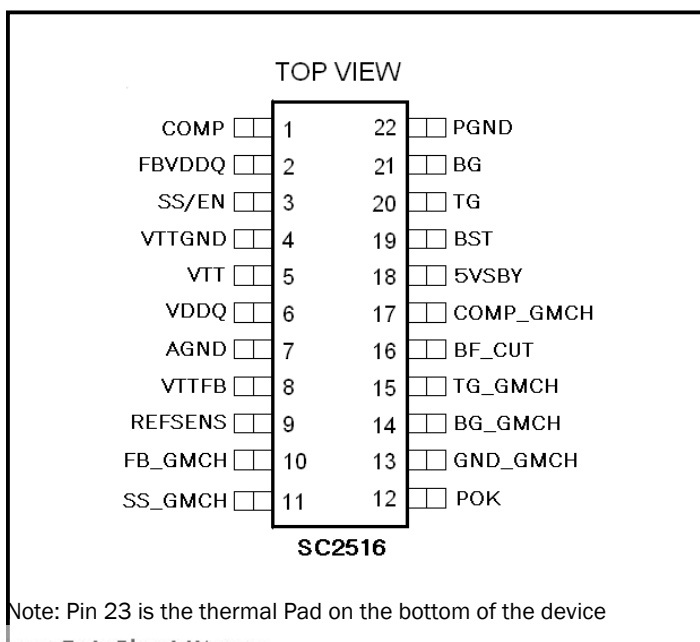 TOP VIEW
COMP 1 22 PGND
FBVDDQ 2 21 BG
SS/EN 3 20 TG
VTTGND 4 19 BST
VTT 5 18 5VSBY
VDDQ 6 17 COMP_GMCH
AGND 7 16 BF_CUT
VTTFB 8 15 TG_GMCH
REFSENS 9 14 BG_GMCH
FB_GMCH 10 13 GND_GMCH
SS_GMCH 11 12 POK
SC2516
Note: Pin 23 is the thermal Pad on the bottom of the device